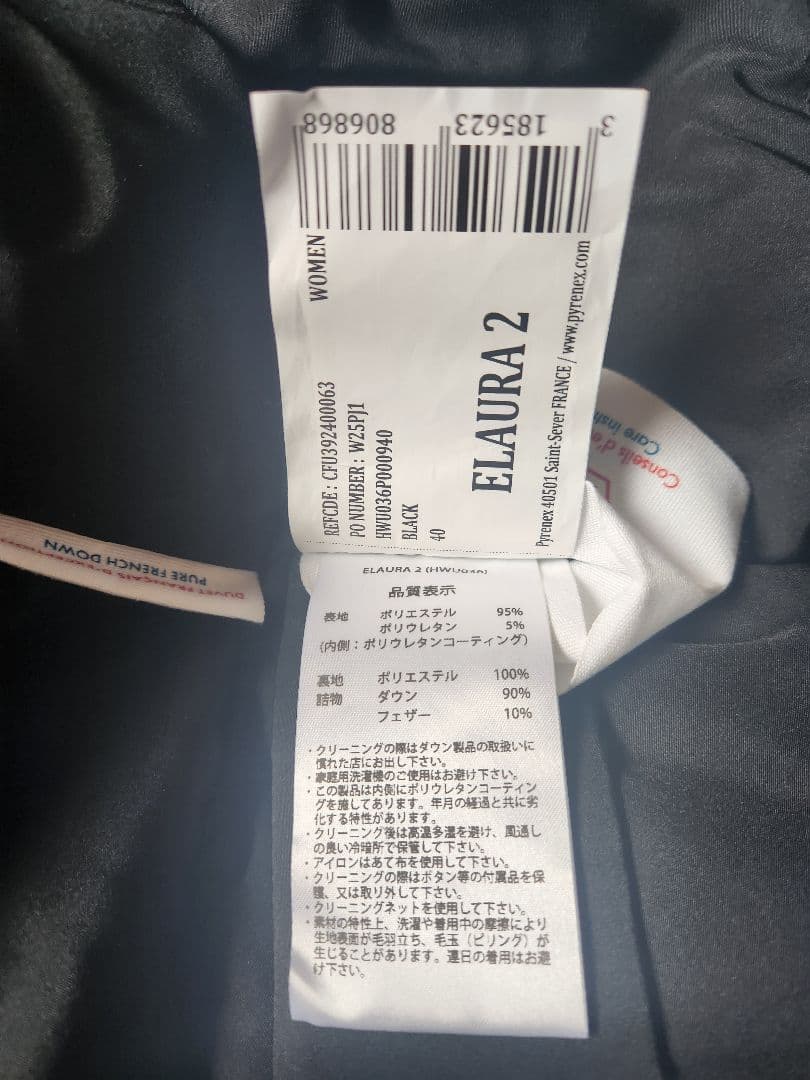 3 185623 806868
WOMEN
REFCDE: CFU392400063
PO NUMBER: W25PJ1
HWU036P000940
BLACK
40
ELAURA 2
Pyrenex 40501 Saint-Sever FRANCE / www.pyrenex.com
Conseils d'e
Care inst
DUVET FRANÇAIS D'EXCEPTION
PURE FRENCH DOWN
ELAURA 2 (HWU036)
品質表示
表地 ポリエステル 95%
ポリウレタン 5%
(内側:ポリウレタンコーティング)
裏地 ポリエステル 100%
詰物 ダウン 90%
フェザー 10%
・クリーニングの際はダウン製品の取扱いに
慣れた店にお出し下さい。
・家庭用洗濯機のご使用はお避け下さい。
・この製品は内側にポリウレタンコーティン
グを施してあります。年月の経過と共に劣
化する特性があります。
・クリーニング後は高温多湿を避け、風通し
の良い冷暗所で保管して下さい。
・アイロンはあて布を使用して下さい。
・クリーニングの際はボタン等の付属品を保
護、又は取り外して下さい。
・クリーニングネットを使用して下さい。
・素材の特性上、洗濯や着用中の摩擦により
生地表面が毛羽立ち、毛玉(ピリング)が
生じることがあります。連日の着用はお避
け下さい。